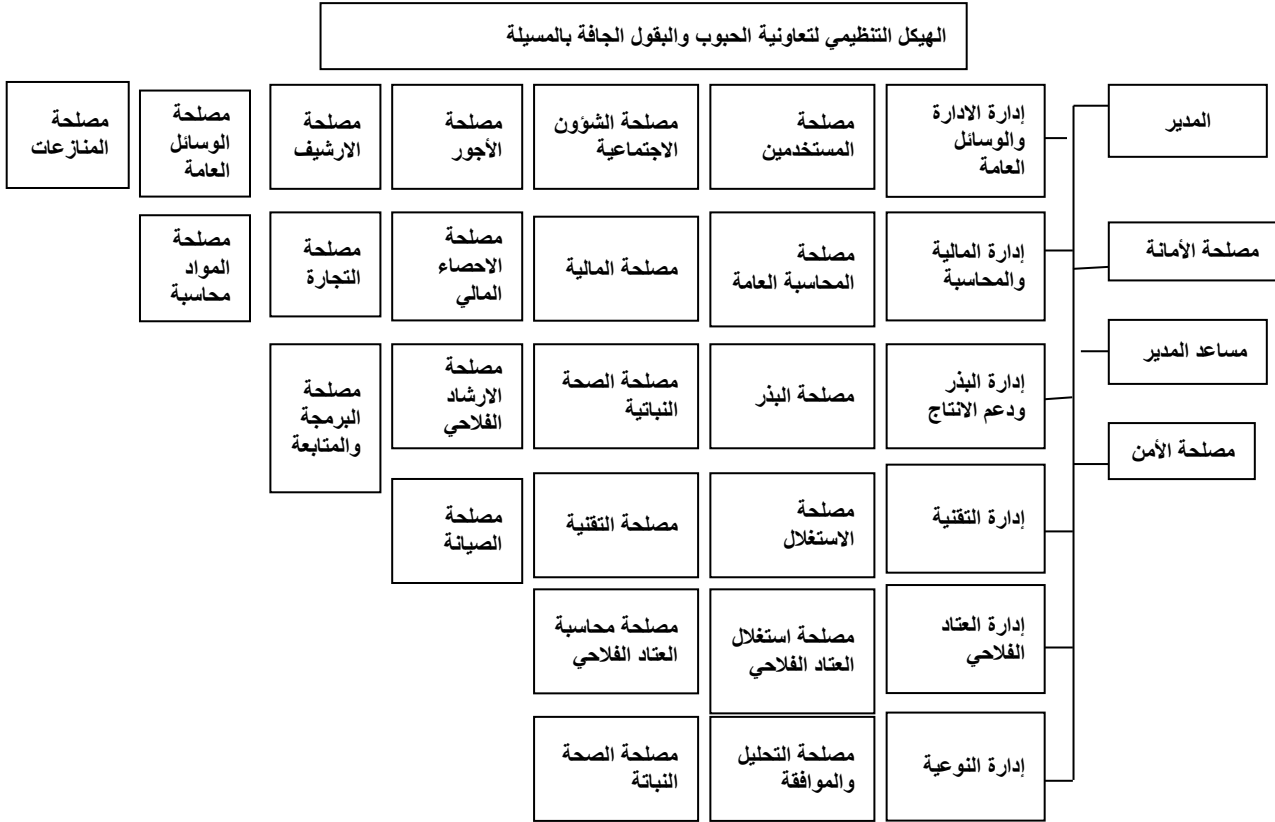 الهيكل التنظيمي لتعاونية الحبوب والبقول الجافة بالمسيلة
المدير
إدارة الادارة
والوسائل
العامة
مصلحة
المستخدمين
مصلحة الشؤون
الاجتماعية
مصلحة
الأجور
مصلحة
الارشيف
مصلحة
الوسائل
العامة
مصلحة
المنازعات
مصلحة الأمانة
إدارة المالية
والمحاسبة
مصلحة
المحاسبة العامة
مصلحة المالية
مصلحة
الاحصاء
المالي
مصلحة
التجارة
مصلحة
المواد
محاسبة
مساعد المدير
إدارة البذر
ودعم الانتاج
مصلحة البذر
مصلحة الصحة
النباتية
مصلحة
الارشاد
الفلاحي
مصلحة
البرمجة
والمتابعة
مصلحة الأمن
إدارة التقنية
مصلحة
الاستغلال
مصلحة التقنية
مصلحة
الصيانة
إدارة العتاد
الفلاحي
مصلحة استغلال
العتاد الفلاحي
مصلحة محاسبة
العتاد الفلاحي
إدارة النوعية
مصلحة التحليل
والموافقة
مصلحة الصحة
النباتة